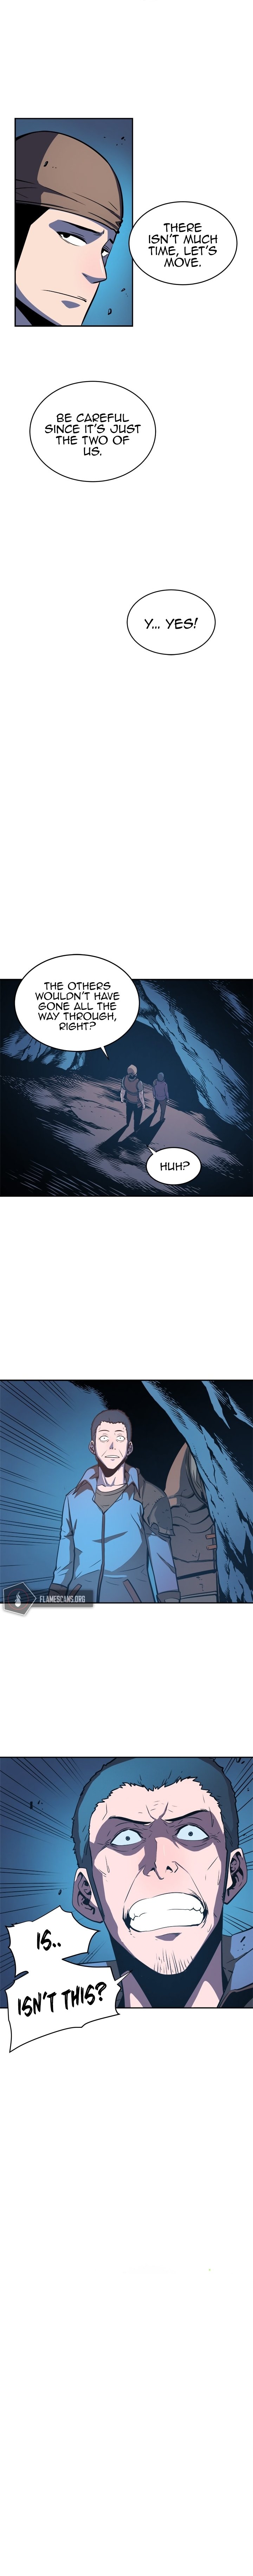 THERE
ISN'T MUCH
TIME, LET'S
MOVE.
BE CAREFUL
SINCE IT'S JUST
THE TWO OF
US.
Y... YES!
THE OTHERS
WOULDN'T HAVE
GONE ALL THE
WAY THROUGH,
RIGHT?
HUH?
FLAMESCANS.ORG
IS..
ISN'T THIS?